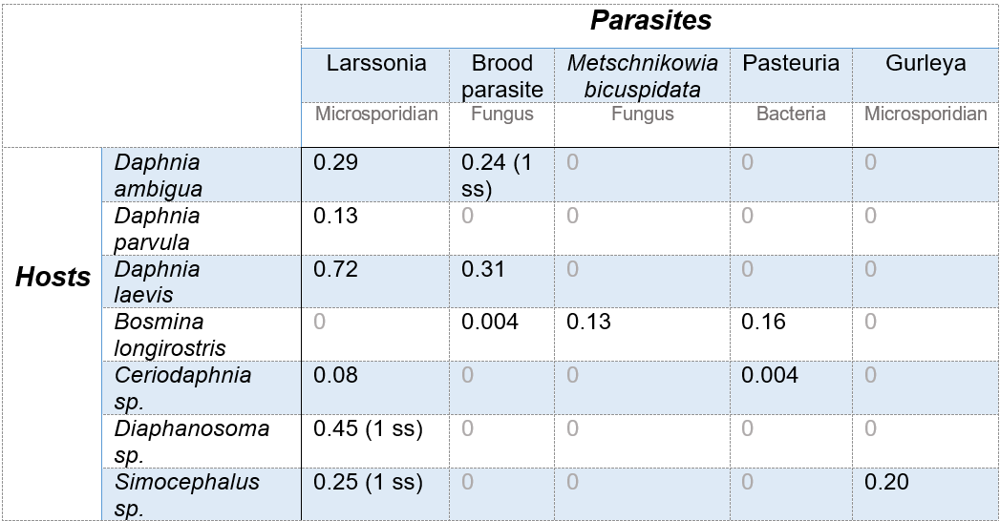 Parasites
Larssonia Brood parasite Metschnikowia bicuspidata Pasteuria Gurleya
Microsporidian Fungus Fungus Bacteria Microsporidian
Hosts
Daphnia ambigua 0.29 0.24 (1 ss) 0 0 0
Daphnia parvula 0.13 0 0 0 0
Daphnia laevis 0.72 0.31 0 0 0
Bosmina longirostris 0 0.004 0.13 0.16 0
Ceriodaphnia sp. 0.08 0 0 0.004 0
Diaphanosoma sp. 0.45 (1 ss) 0 0 0 0
Simocephalus sp. 0.25 (1 ss) 0 0 0 0.20